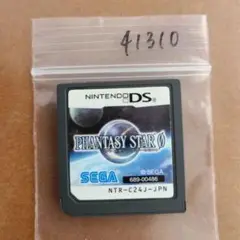 41310
NINTENDO DS
PHANTASY STAR 0
© SEGA
SEGA
689-00486
NTR-C24J-JPN